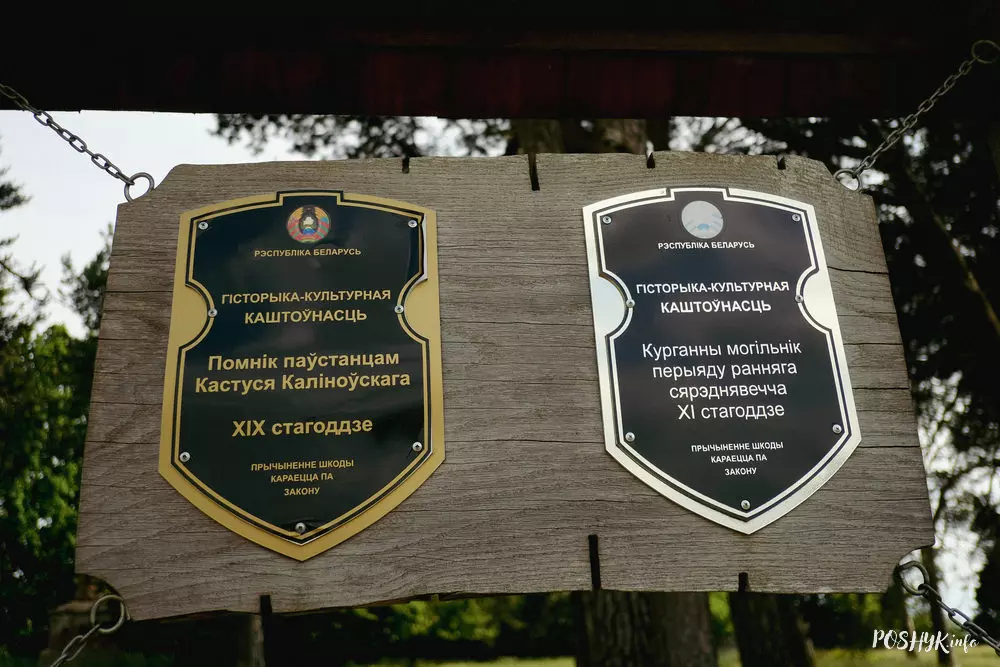 РЭСПУБЛІКА БЕЛАРУСЬ
ГІСТОРЫКА-КУЛЬТУРНАЯ
КАШТОЎНАСЦЬ
Помнік паўстанцам
Кастуся Каліноўскага
XIX стагоддзе
ПРЫЧЫНЕННЕ ШКОДЫ
КАРАЕЦЦА ПА
ЗАКОНУ
РЭСПУБЛІКА БЕЛАРУСЬ
ГІСТОРЫКА-КУЛЬТУРНАЯ
КАШТОЎНАСЦЬ
Курганны могільнік
перыяду ранняга
сярэднявечча
XI стагоддзе
ПРЫЧЫНЕННЕ ШКОДЫ
КАРАЕЦЦА ПА
ЗАКОНУ
POSHYK info